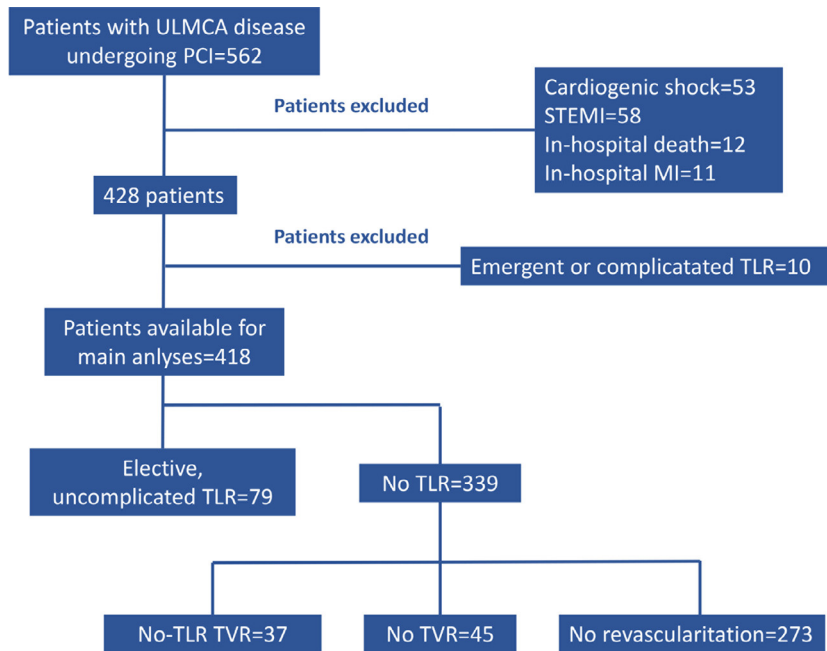 Patients with ULMCA disease
undergoing PCI=562
Patients excluded
Cardiogenic shock=53
STEMI=58
In-hospital death=12
In-hospital MI=11
428 patients
Patients excluded
Emergent or complicatated TLR=10
Patients available for
main anlyses=418
Elective,
uncomplicated TLR=79
No TLR=339
No-TLR TVR=37
No TVR=45
No revascularitation=273